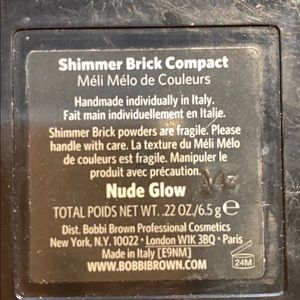 Shimmer Brick Compact
Méli Mélo de Couleurs
Handmade individually in Italy.
Fait main individuellement en Italie.
Shimmer Brick powders are fragile. Please
handle with care. La texture du Méli Mélo
de couleurs est fragile. Manipuler le
produit avec précaution.
Nude Glow
TOTAL POIDS NET WT. .22 OZ./6.5 g ℮
Dist. Bobbi Brown Professional Cosmetics
New York, N.Y. 10022 · London W1K 3BQ · Paris
Made in Italy [E9NM]
WWW.BOBBIBROWN.COM
24M